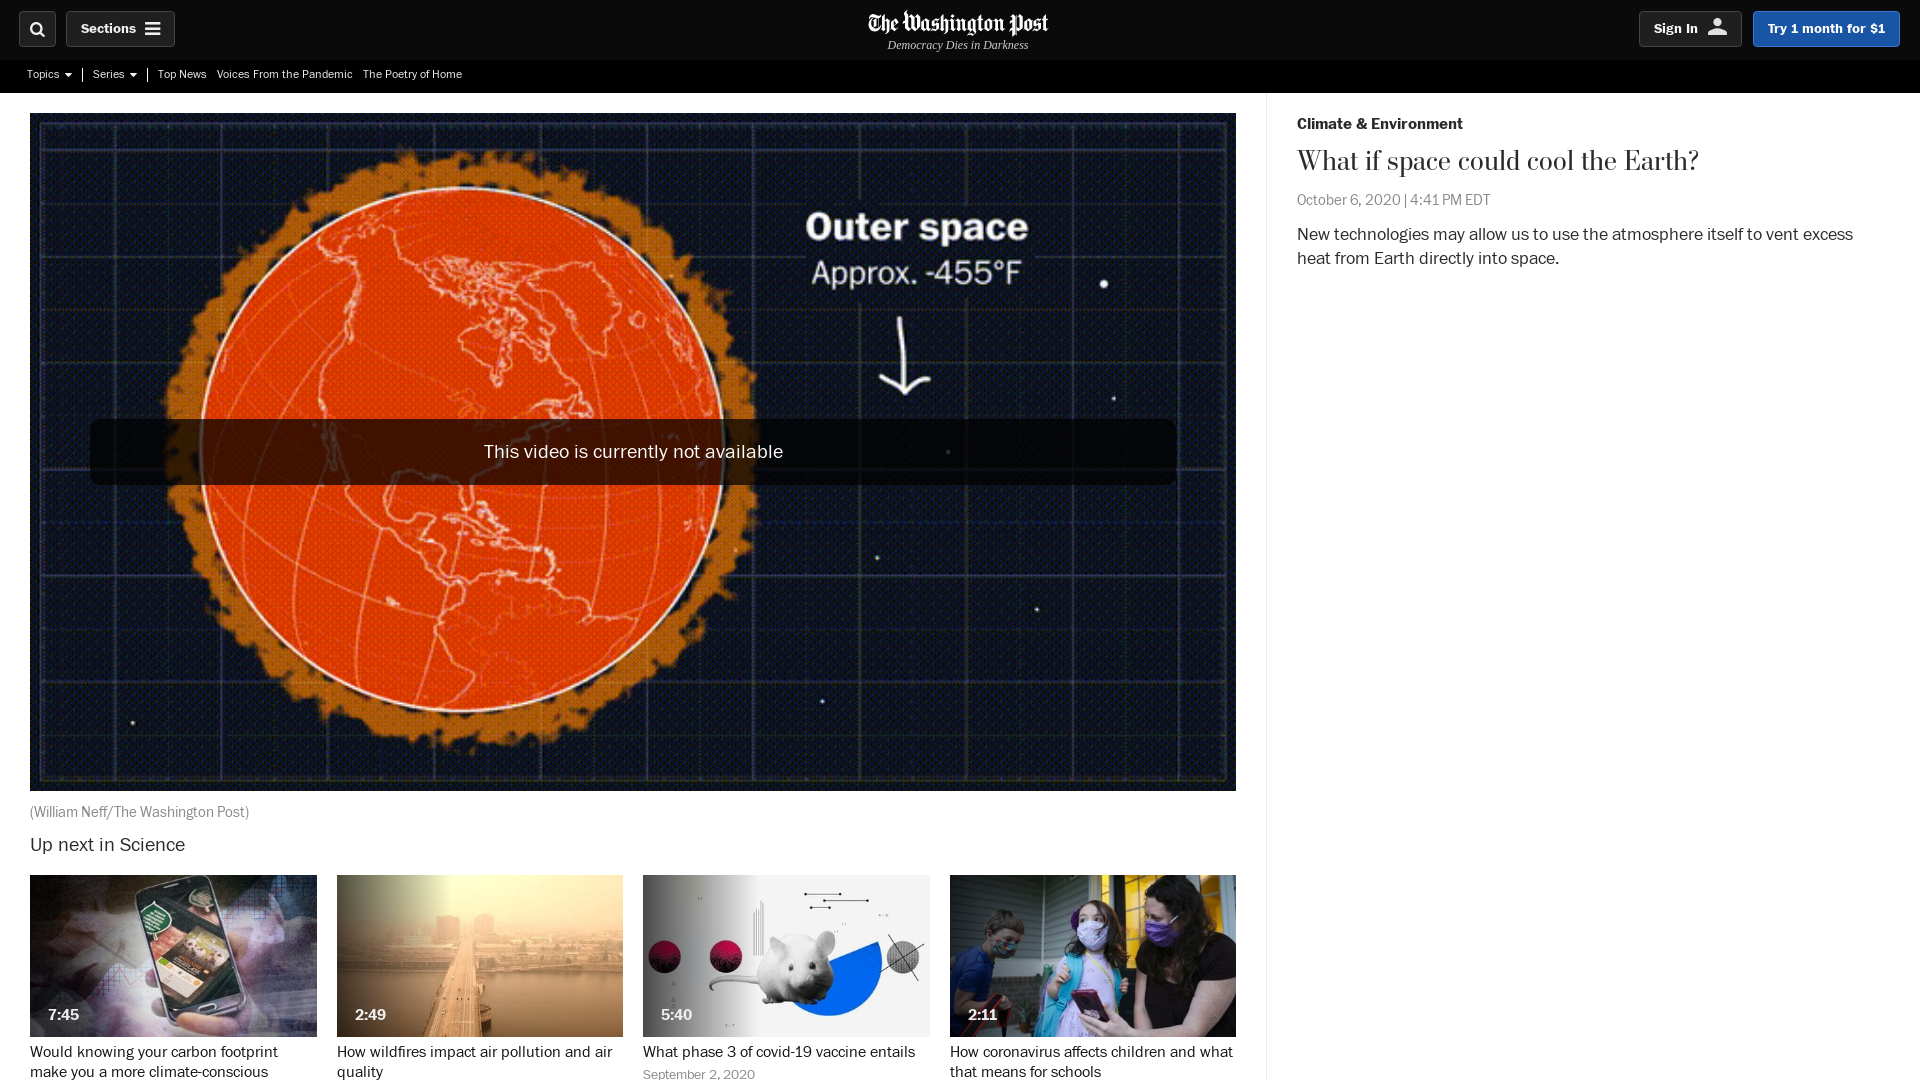 Sections
The Washington Post
Democracy Dies in Darkness
Sign In
Try 1 month for $1
Topics
Series
Top News
Voices From the Pandemic
The Poetry of Home
Outer space
Approx. -455°F
This video is currently not available
(William Neff/The Washington Post)
Climate & Environment
What if space could cool the Earth?
October 6, 2020 | 4:41 PM EDT
New technologies may allow us to use the atmosphere itself to vent excess
heat from Earth directly into space.
Up next in Science
7:45
Would knowing your carbon footprint
make you a more climate-conscious
2:49
How wildfires impact air pollution and air
quality
5:40
What phase 3 of covid-19 vaccine entails
September 2, 2020
2:11
How coronavirus affects children and what
that means for schools